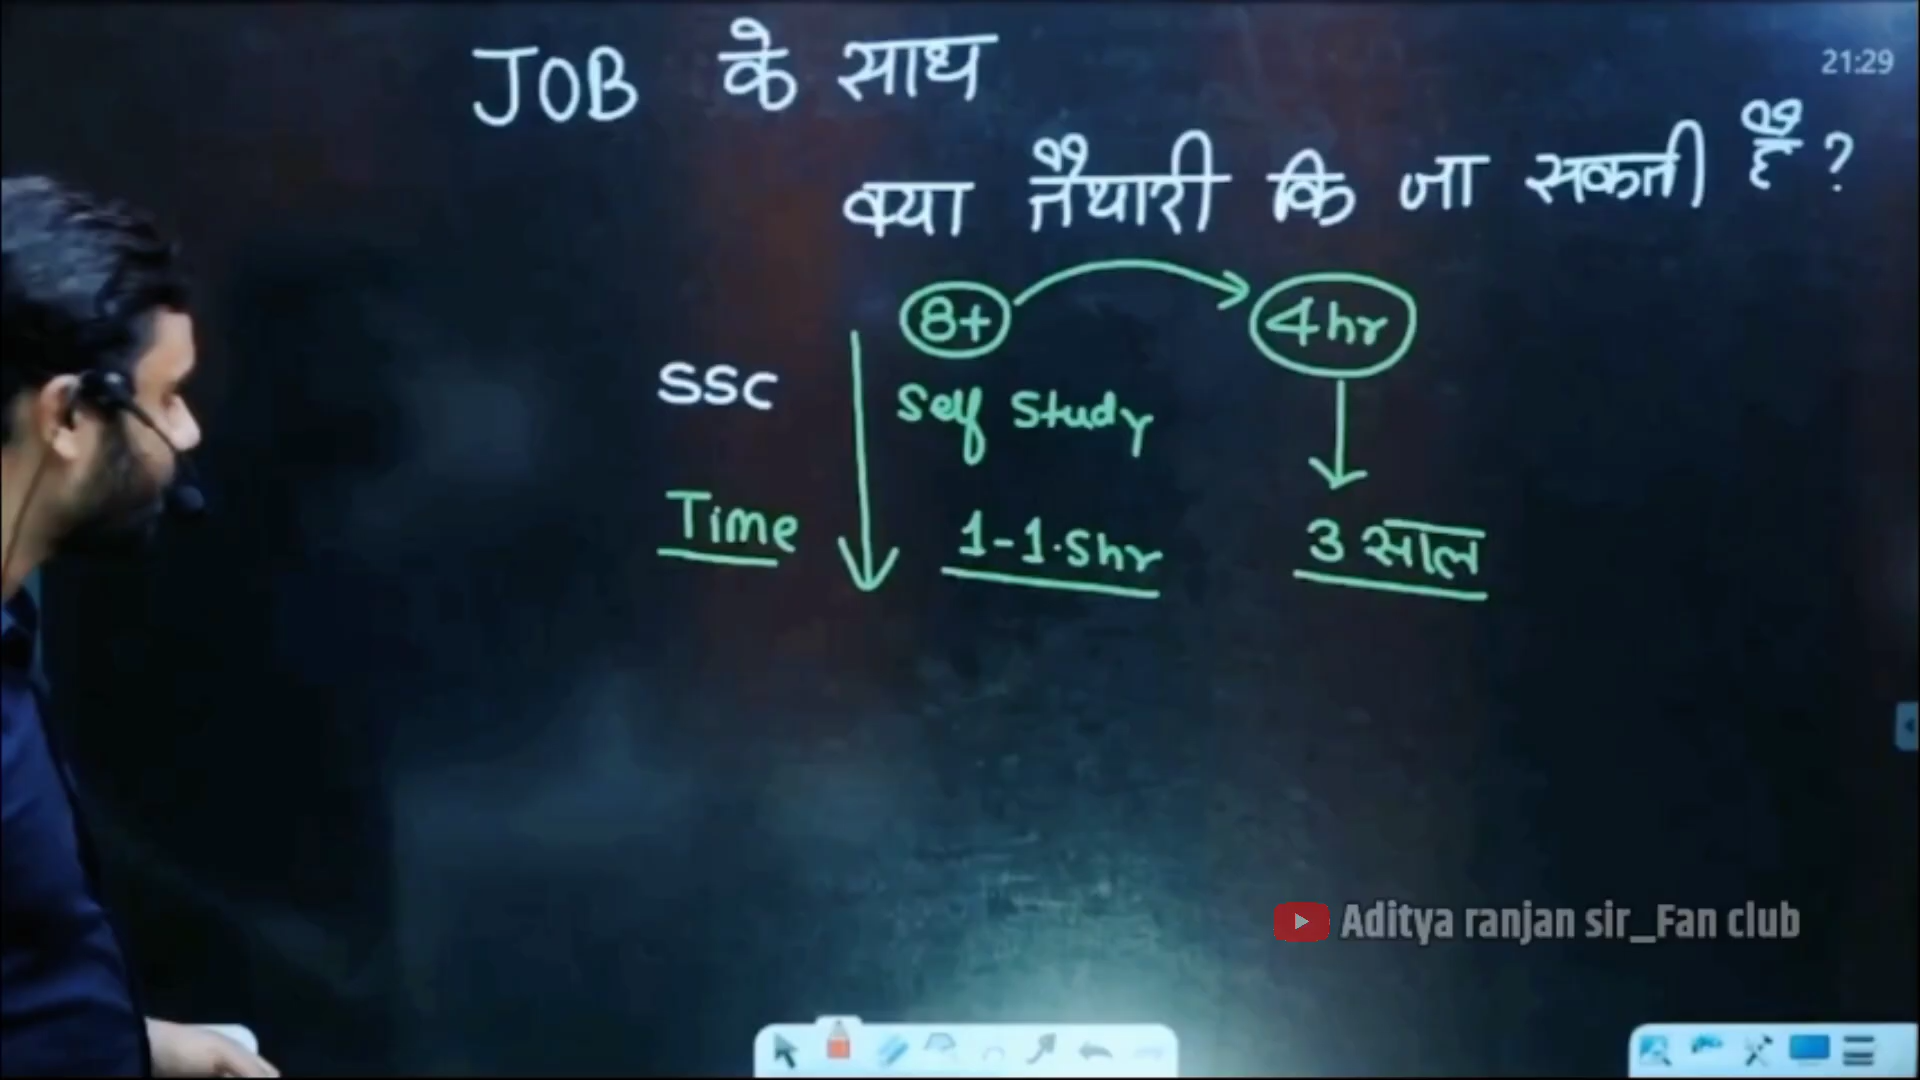 JOB के साथ
21:29
क्या तैयारी कि जा सकती हैं ?
8+ 4hr
SSC
Self Study
Time 1-1.5hr 3 साल
Aditya ranjan sir_Fan club